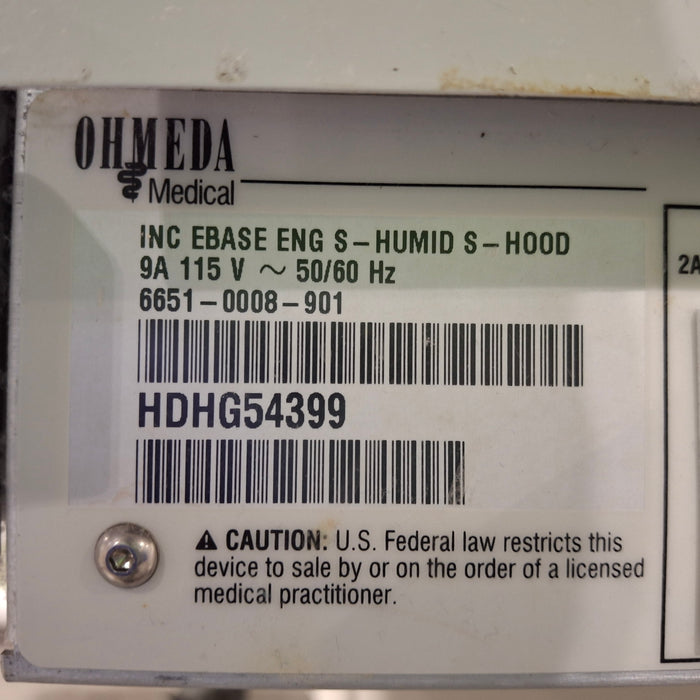 OHMEDA
Medical
INC EBASE ENG S-HUMID S-HOOD
9A 115 V ~ 50/60 Hz
6651-0008-901
HDHG54399
⚠ CAUTION: U.S. Federal law restricts this
device to sale by or on the order of a licensed
medical practitioner.
2A